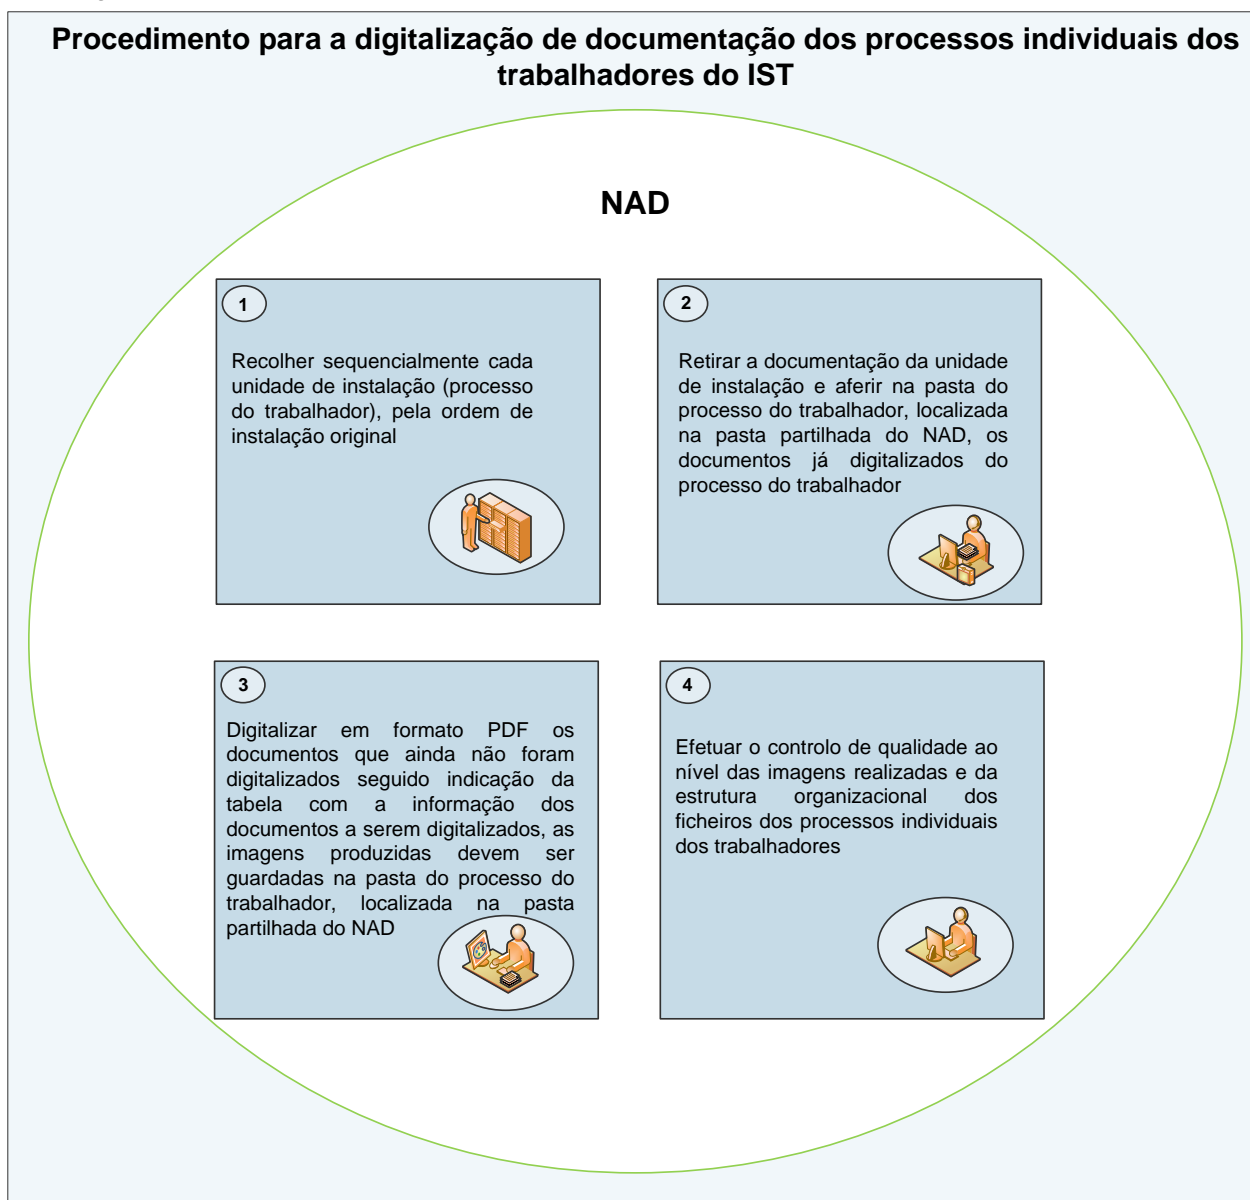 Procedimento para a digitalização de documentação dos processos individuais dos
trabalhadores do IST
NAD
1
Recolher sequencialmente cada
unidade de instalação (processo
do trabalhador), pela ordem de
instalação original
2
Retirar a documentação da unidade
de instalação e aferir na pasta do
processo do trabalhador, localizada
na pasta partilhada do NAD, os
documentos já digitalizados do
processo do trabalhador
3
Digitalizar em formato PDF os
documentos que ainda não foram
digitalizados seguido indicação da
tabela com a informação dos
documentos a serem digitalizados, as
imagens produzidas devem ser
guardadas na pasta do processo do
trabalhador, localizada na pasta
partilhada do NAD
4
Efetuar o controlo de qualidade ao
nível das imagens realizadas e da
estrutura organizacional dos
ficheiros dos processos individuais
dos trabalhadores